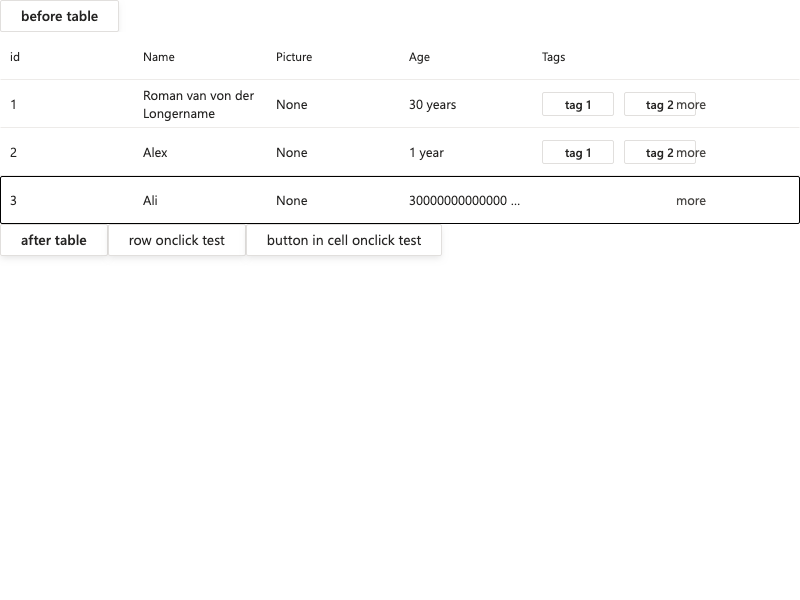 before table
id Name Picture Age Tags
1 Roman van von der Longername None 30 years tag 1 tag 2 more
2 Alex None 1 year tag 1 tag 2 more
3 Ali None 30000000000000 ... more
after table row onclick test button in cell onclick test